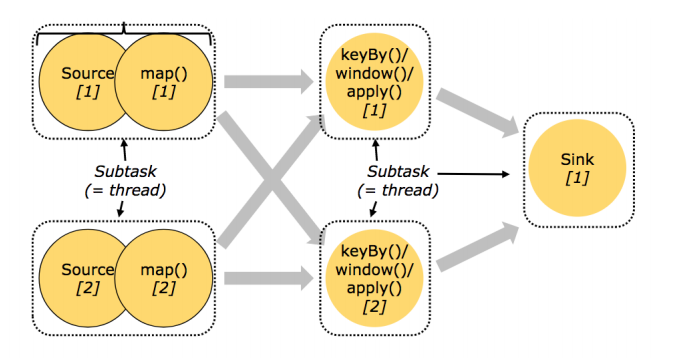 Source
[1]
map()
[1]
keyBy()/
window()/
apply()
[1]
Sink
[1]
Subtask
(= thread)
Subtask
(= thread)
Source
[2]
map()
[2]
keyBy()/
window()/
apply()
[2]